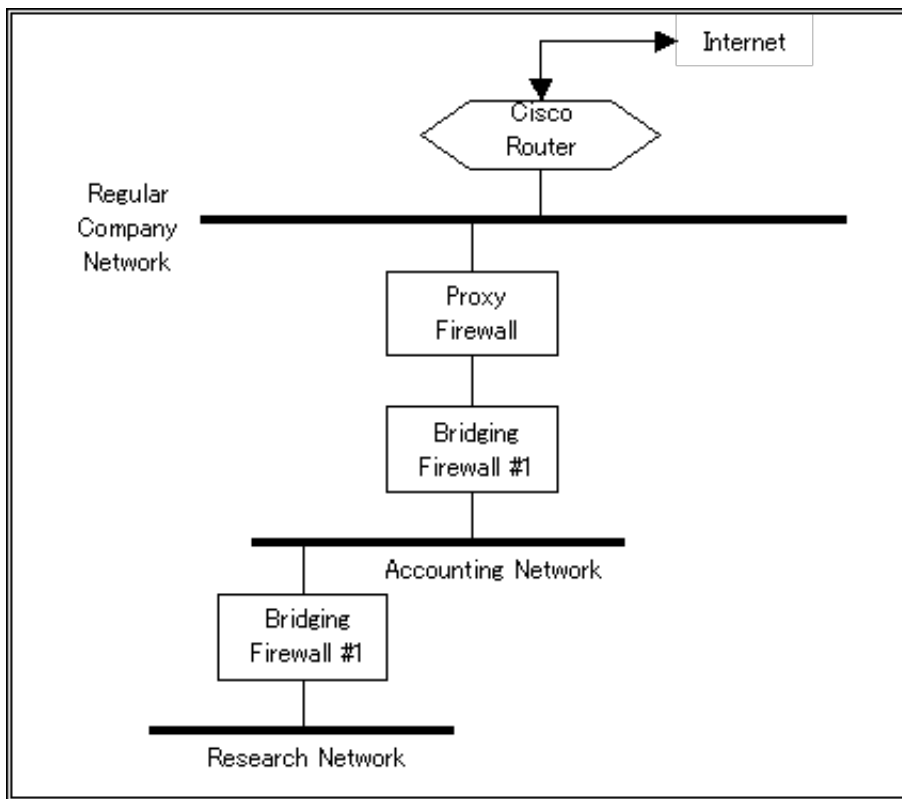 Internet
Cisco
Router
Regular
Company
Network
Proxy
Firewall
Bridging
Firewall #1
Accounting Network
Bridging
Firewall #1
Research Network